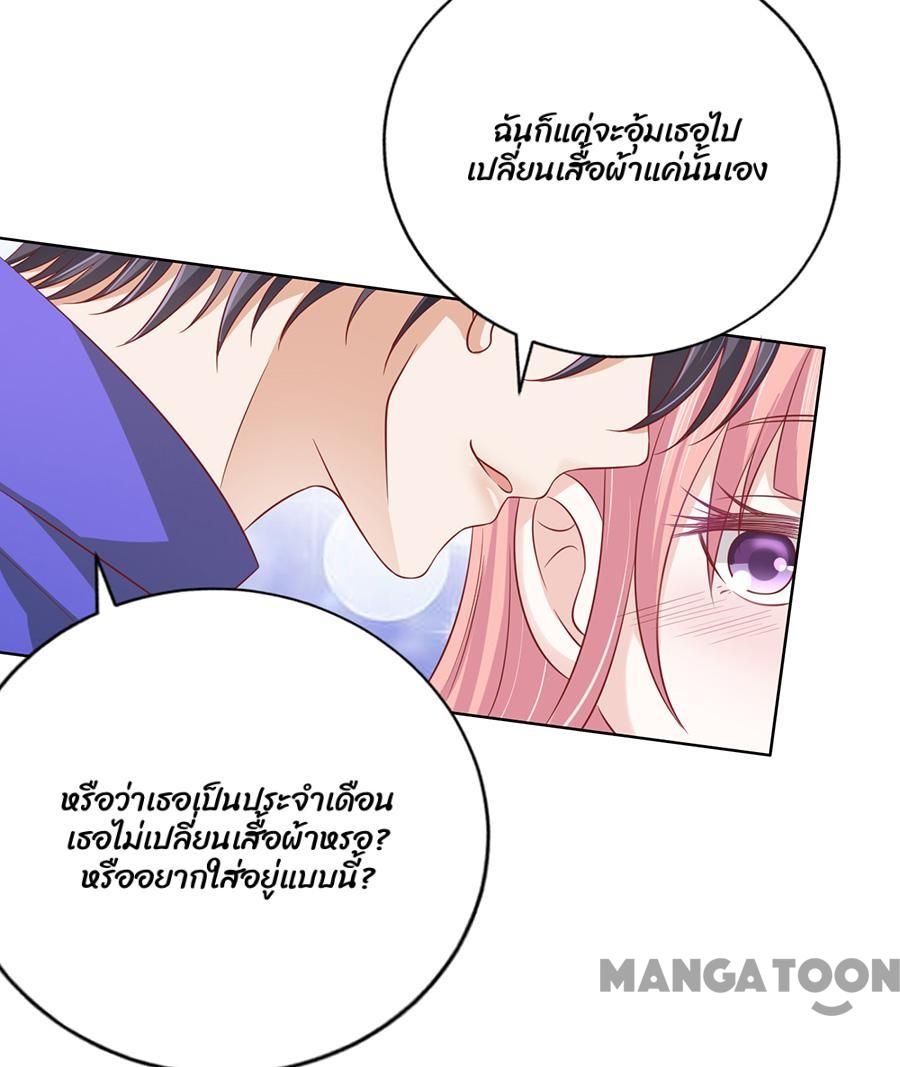 ฉันก็แค่จะอุ้มเธอไป
เปลี่ยนเสื้อผ้าแค่นั้นเอง
หรือว่าเธอเป็นประจำเดือน
เธอไม่เปลี่ยนเสื้อผ้าหรอ?
หรืออยากใส่อยู่แบบนี้?
MANGATOON